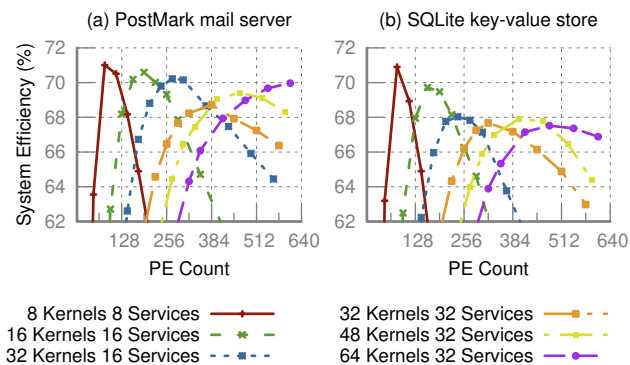 (a) PostMark mail server
(b) SQLite key-value store
System Efficiency (%)
72
70
68
66
64
62
128 256 384 512 640
PE Count
72
70
68
66
64
62
128 256 384 512 640
PE Count
8 Kernels 8 Services
16 Kernels 16 Services
32 Kernels 16 Services
32 Kernels 32 Services
48 Kernels 32 Services
64 Kernels 32 Services